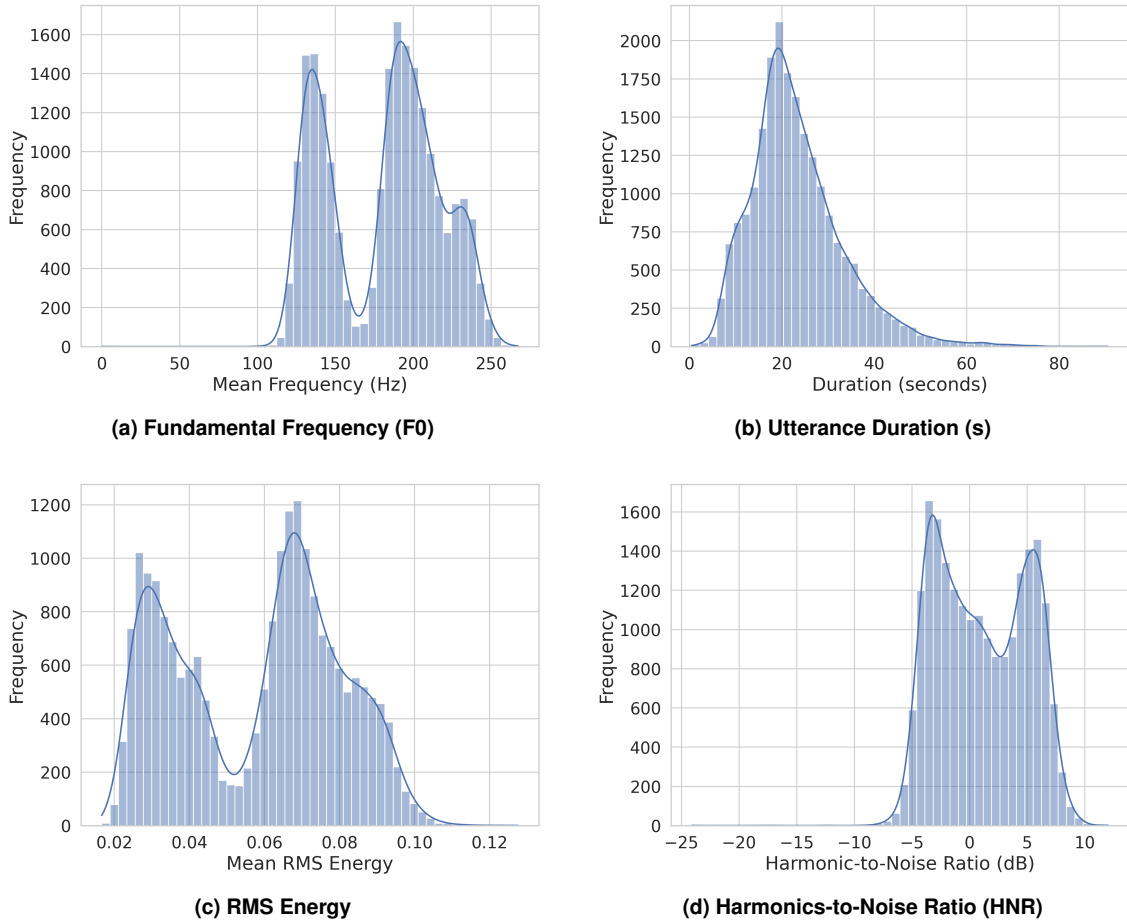 1600
1400
1200
1000
800
600
400
200
0
Frequency
0 50 100 150 200 250
Mean Frequency (Hz)
(a) Fundamental Frequency (F0)
2000
1750
1500
1250
1000
750
500
250
0
Frequency
0 20 40 60 80
Duration (seconds)
(b) Utterance Duration (s)
1200
1000
800
600
400
200
0
Frequency
0.02 0.04 0.06 0.08 0.10 0.12
Mean RMS Energy
(c) RMS Energy
1600
1400
1200
1000
800
600
400
200
0
Frequency
−25 −20 −15 −10 −5 0 5 10
Harmonic-to-Noise Ratio (dB)
(d) Harmonics-to-Noise Ratio (HNR)